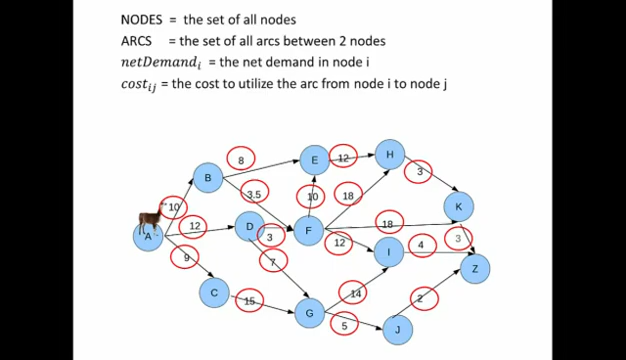 NODES = the set of all nodes
ARCS = the set of all arcs between 2 nodes
netDemand_i = the net demand in node i
cost_ij = the cost to utilize the arc from node i to node j
8 E 12 H
B 3
10 3.5 10 18 K
12 D 3 F 18
A 12 I 4 3
9 7 Z
C 15 14
G 5 2
J